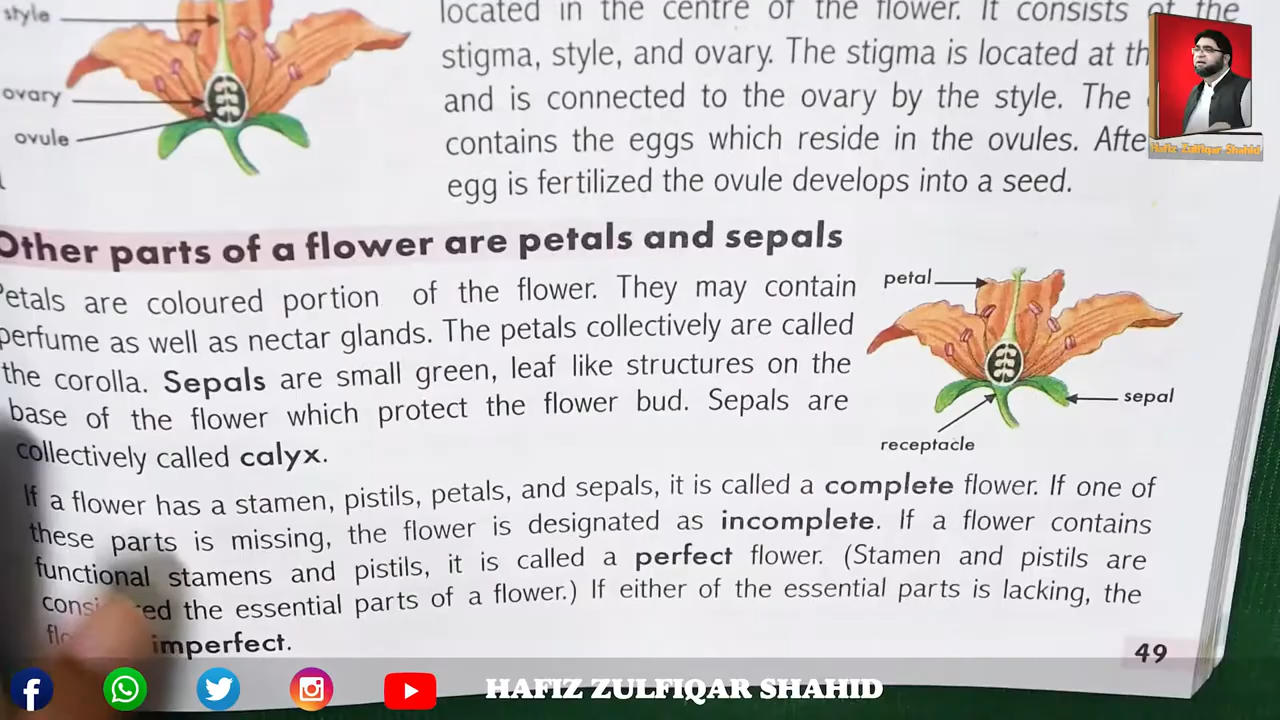 style
ovary
ovule
located in the centre of the flower. It consists of the
stigma, style, and ovary. The stigma is located at
and is connected to the ovary by the style. The
contains the eggs which reside in the ovules.
egg is fertilized the ovule develops into a seed.
Other parts of a flower are petals and sepals
Petals are coloured portion of the flower. They may contain
perfume as well as nectar glands. The petals collectively are called
the corolla. Sepals are small green, leaf like structures on the
base of the flower which protect the flower bud. Sepals are
collectively called calyx.
petal
sepal
receptacle
If a flower has a stamen, pistils, petals, and sepals, it is called a complete flower. If one of
these parts is missing, the flower is designated as incomplete. If a flower contains
functional stamens and pistils, it is called a perfect flower. (Stamen and pistils are
the essential parts of a flower.) If either of the essential parts is lacking, the
imperfect.
49
Hafiz Zulfiqar Shahid
HAFIZ ZULFIQAR SHAHID